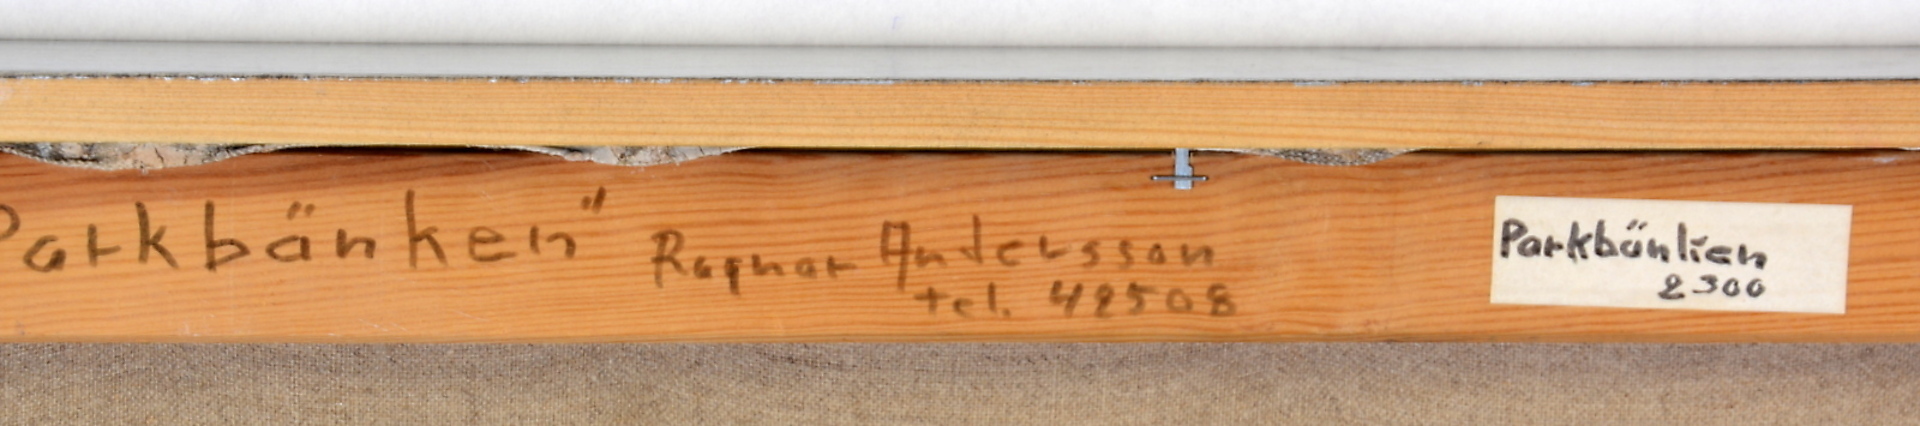 Parkbänken" Ragnar Andersson
tel. 42508
Parkbänken
2300